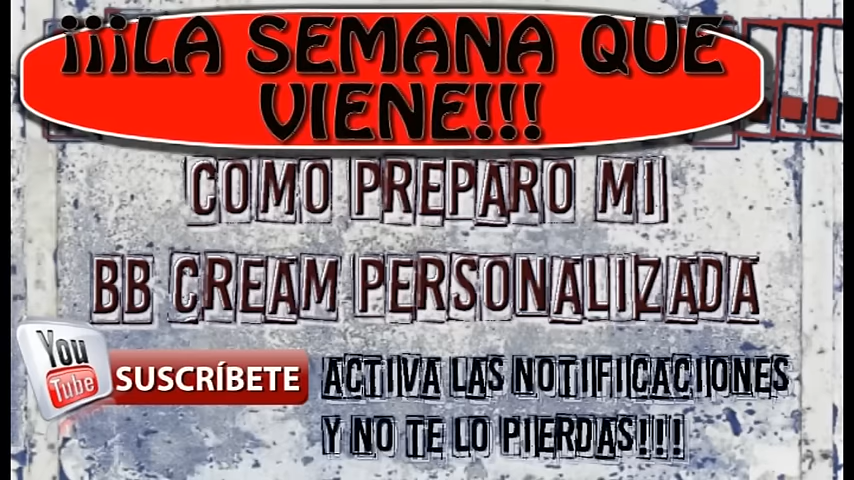 ¡¡¡LA SEMANA QUE
VIENE!!!
COMO PREPARO MI
BB CREAM PERSONALIZADA
You
Tube
SUSCRÍBETE
ACTIVA LAS NOTIFICACIONES
Y NO TE LO PIERDAS!!!